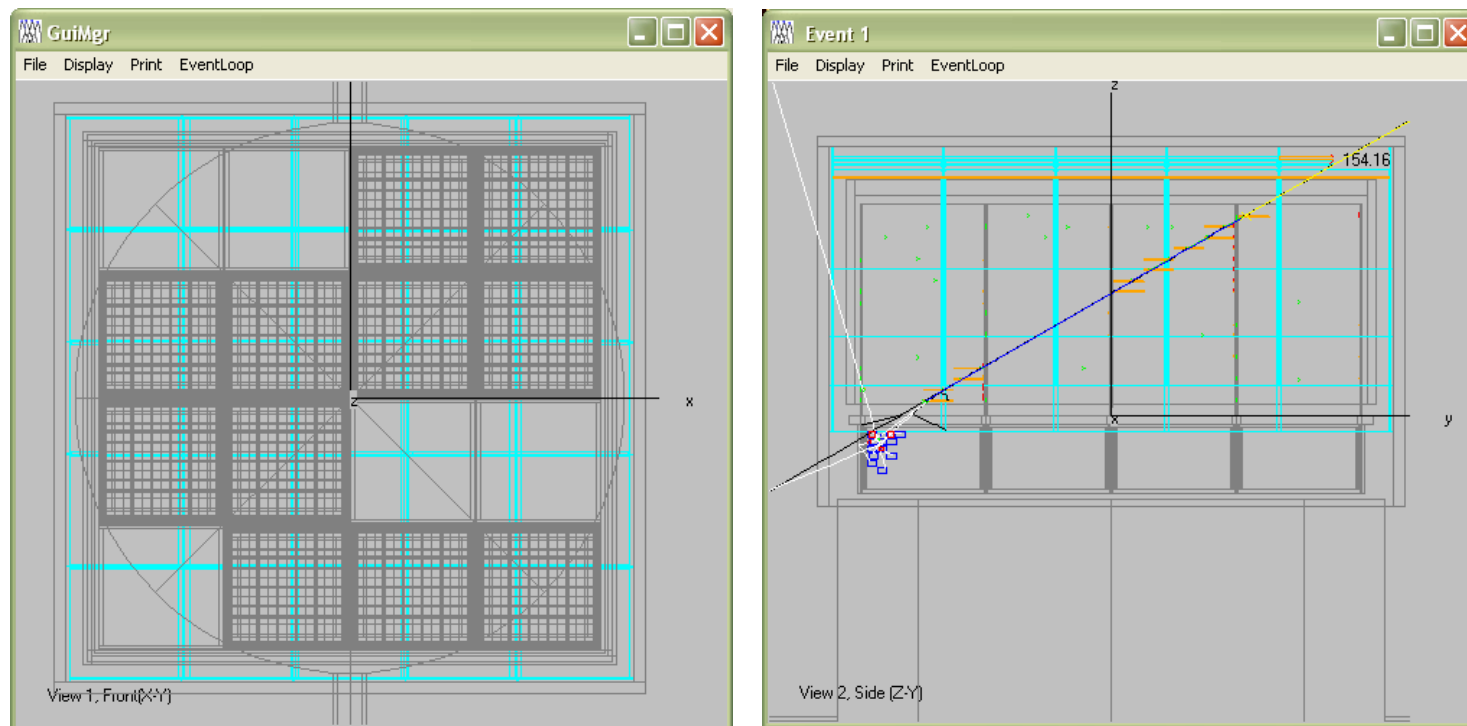 GuiMgr
File Display Print EventLoop
x
z
View 1, Front(X-Y)
Event 1
File Display Print EventLoop
z
154.16
x
y
View 2, Side (Z-Y)